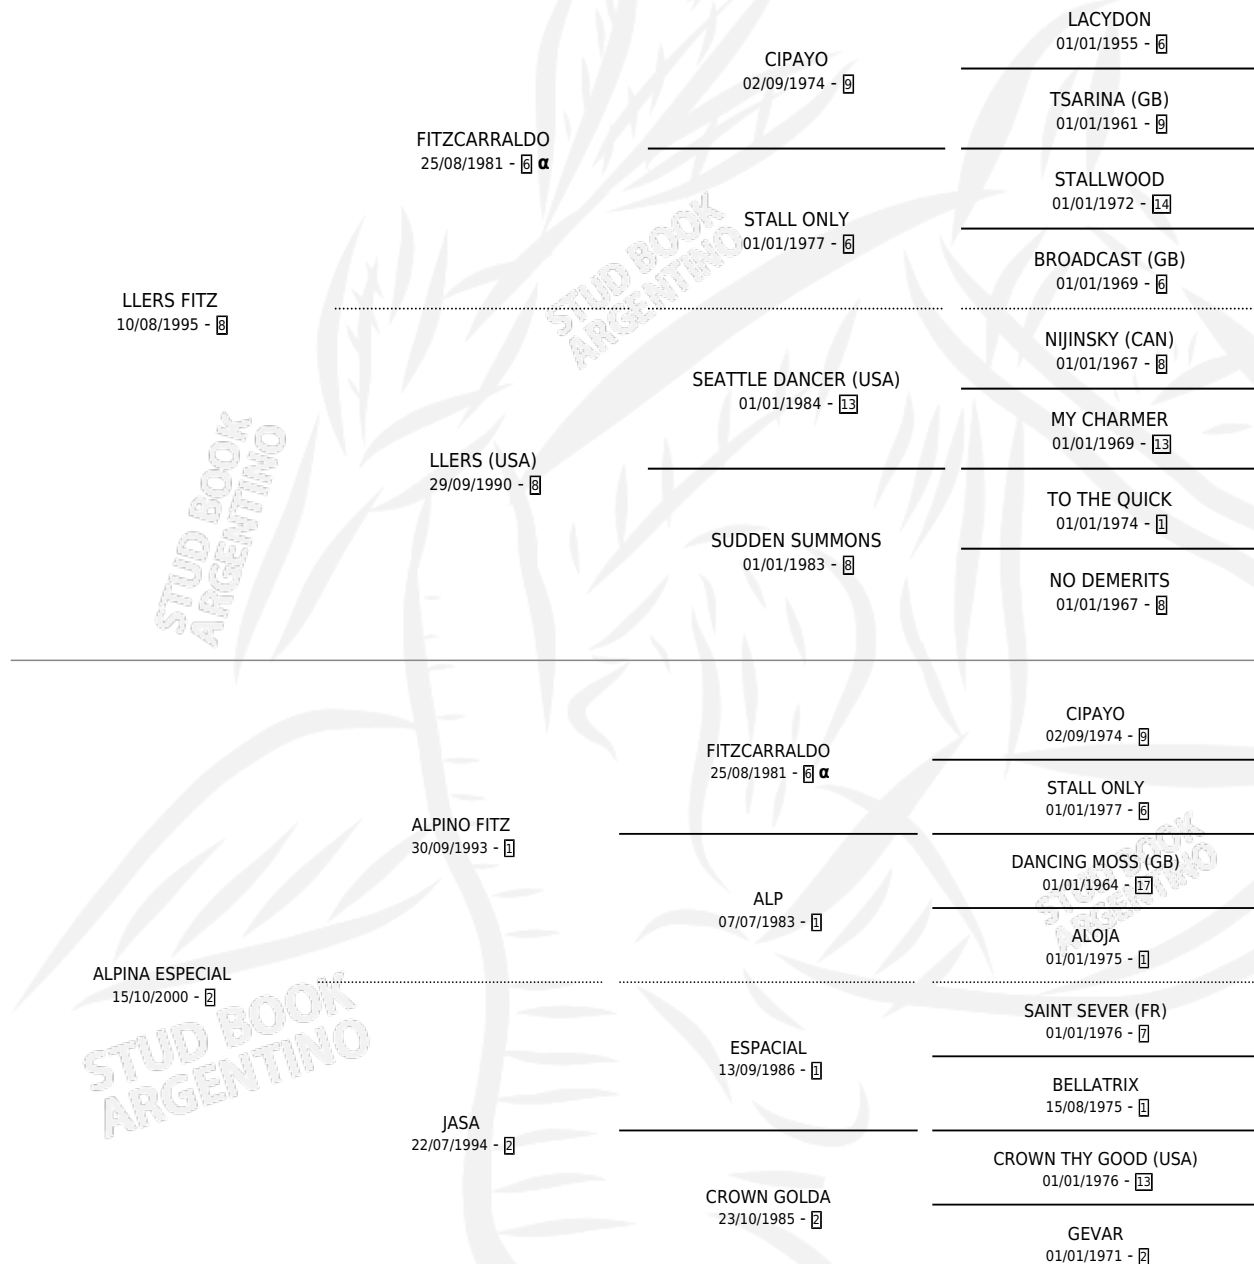 LACYDON
01/01/1955 - 6
CIPAYO
02/09/1974 - 9
TSARINA (GB)
01/01/1961 - 9
FITZCARRALDO
25/08/1981 - 6 α
STALLWOOD
01/01/1972 - 14
STALL ONLY
01/01/1977 - 6
BROADCAST (GB)
01/01/1969 - 6
STUD BOOK
ARGENTINO
LLERS FITZ
10/08/1995 - 8
NIJINSKY (CAN)
01/01/1967 - 8
SEATTLE DANCER (USA)
01/01/1984 - 13
MY CHARMER
01/01/1969 - 13
LLERS (USA)
29/09/1990 - 8
TO THE QUICK
01/01/1974 - 1
SUDDEN SUMMONS
01/01/1983 - 8
NO DEMERITS
01/01/1967 - 8
STUD BOOK
ARGENTINO
CIPAYO
02/09/1974 - 9
FITZCARRALDO
25/08/1981 - 6 α
STALL ONLY
01/01/1977 - 6
ALPINO FITZ
30/09/1993 - 1
DANCING MOSS (GB)
01/01/1964 - 17
STUD BOOK
ARGENTINO
ALP
07/07/1983 - 1
ALOJA
01/01/1975 - 1
ALPINA ESPECIAL
15/10/2000 - 2
SAINT SEVER (FR)
01/01/1976 - 7
STUD BOOK
ARGENTINO
ESPACIAL
13/09/1986 - 1
BELLATRIX
15/08/1975 - 1
JASA
22/07/1994 - 2
CROWN THY GOOD (USA)
01/01/1976 - 13
CROWN GOLDA
23/10/1985 - 2
GEVAR
01/01/1971 - 2